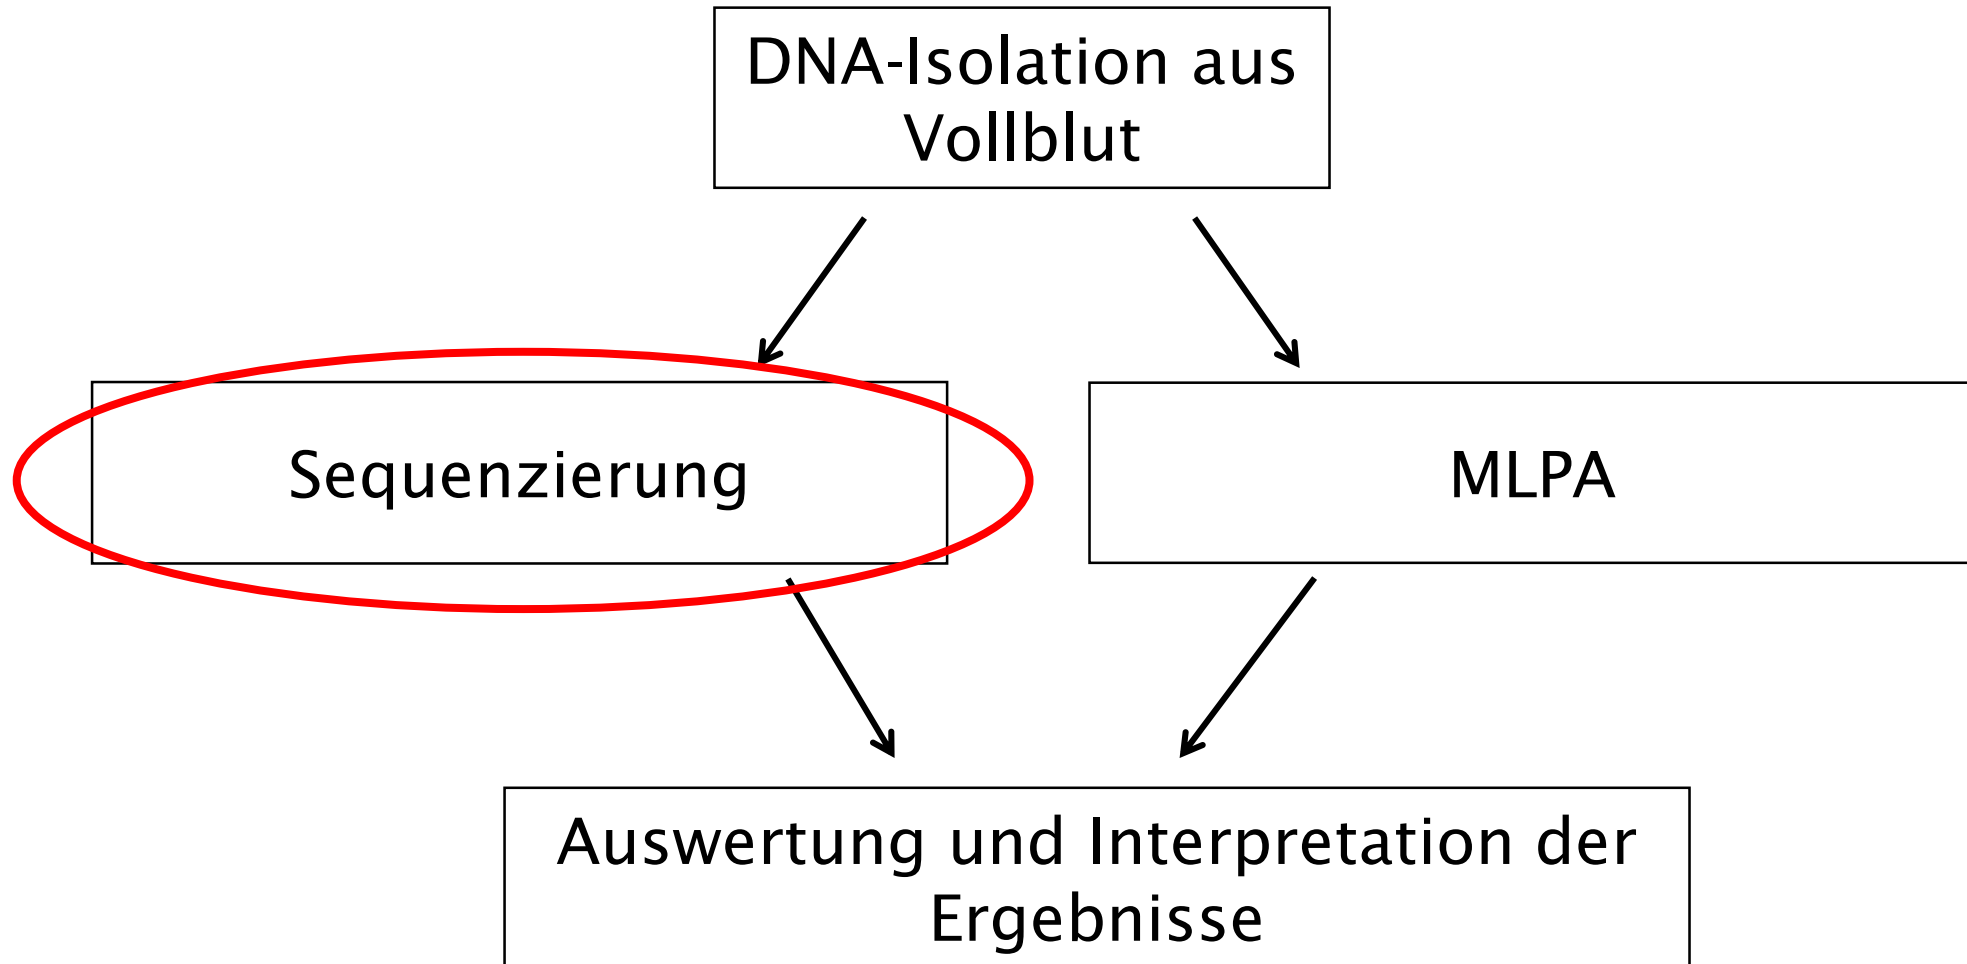 DNA-Isolation aus
Vollblut
Sequenzierung
MLPA
Auswertung und Interpretation der
Ergebnisse